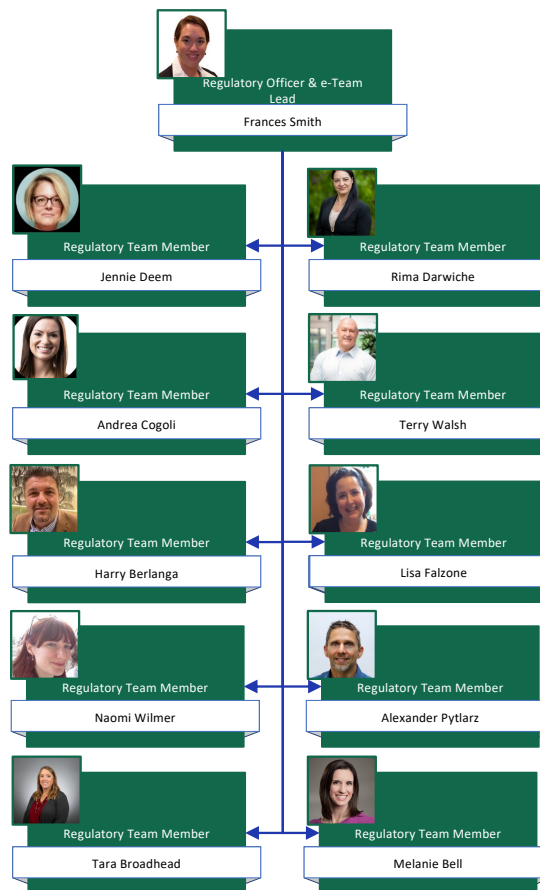 Regulatory Officer & e-Team
Lead
Frances Smith
Regulatory Team Member
Jennie Deem
Regulatory Team Member
Rima Darwiche
Regulatory Team Member
Andrea Cogoli
Regulatory Team Member
Terry Walsh
Regulatory Team Member
Harry Berlanga
Regulatory Team Member
Lisa Falzone
Regulatory Team Member
Naomi Wilmer
Regulatory Team Member
Alexander Pytlarz
Regulatory Team Member
Tara Broadhead
Regulatory Team Member
Melanie Bell